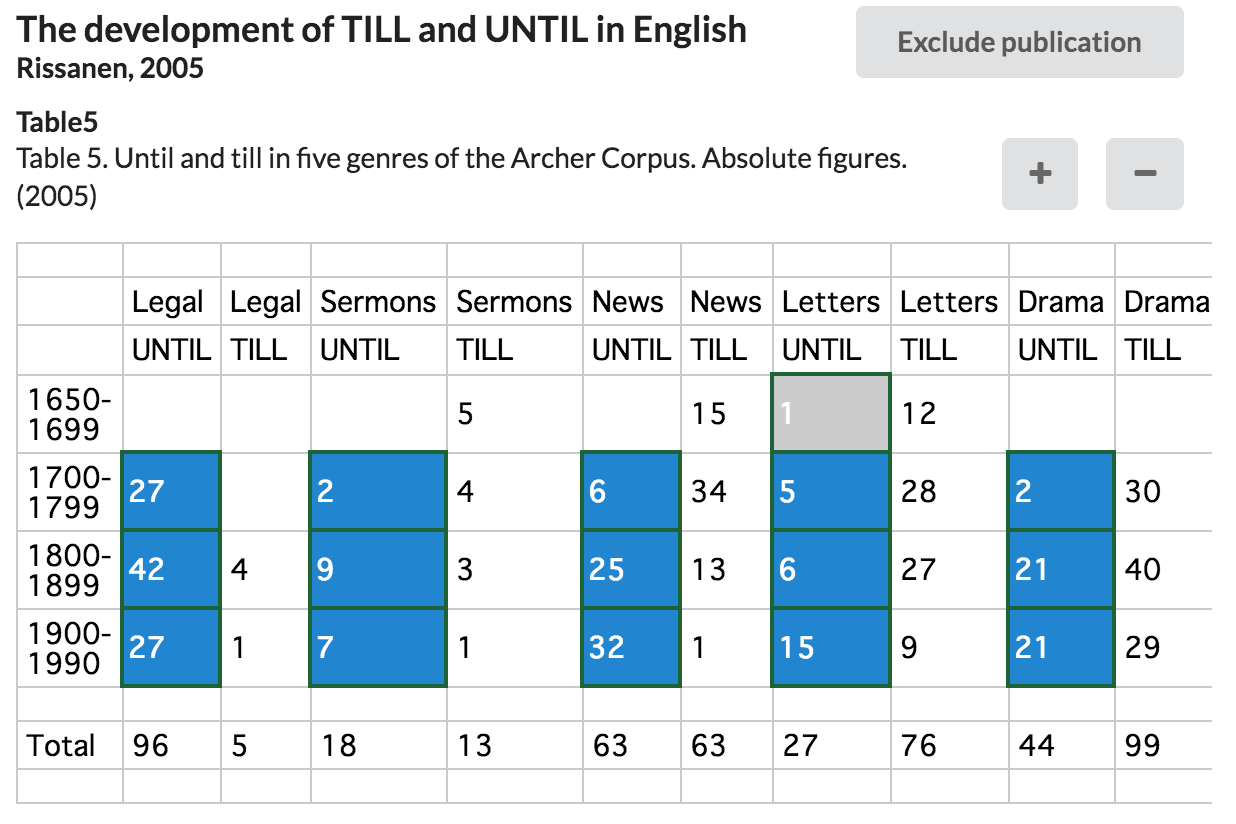 The development of TILL and UNTIL in English
Exclude publication
Rissanen, 2005
Table5
Table 5. Until and till in five genres of the Archer Corpus. Absolute figures.
(2005)
+ −
Legal Legal Sermons Sermons News News Letters Letters Drama Drama
UNTIL TILL UNTIL TILL UNTIL TILL UNTIL TILL UNTIL TILL
1650-
1699 5 15 1 12
1700-
1799 27 2 4 6 34 5 28 2 30
1800-
1899 42 4 9 3 25 13 6 27 21 40
1900-
1990 27 1 7 1 32 1 15 9 21 29
Total 96 5 18 13 63 63 27 76 44 99